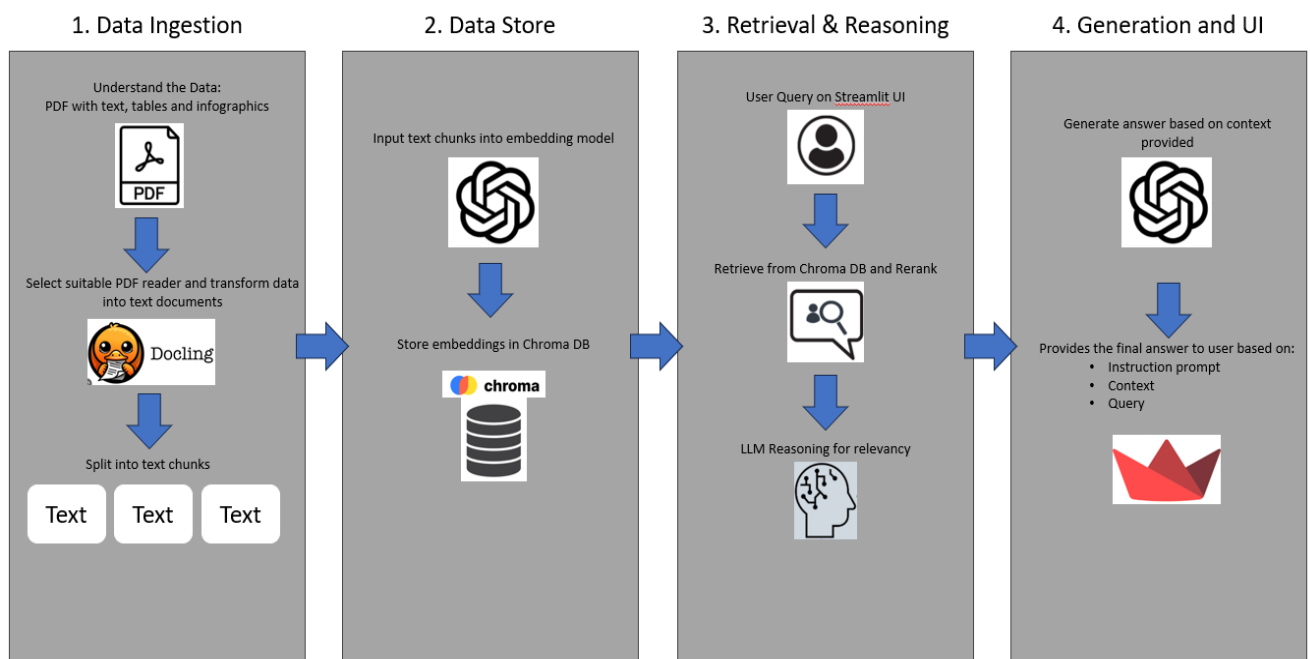 1. Data Ingestion
Understand the Data:
PDF with text, tables and infographics
PDF
Select suitable PDF reader and transform data
into text documents
Docling
Split into text chunks
Text
Text
Text
2. Data Store
Input text chunks into embedding model
Store embeddings in Chroma DB
chroma
3. Retrieval & Reasoning
User Query on Streamlit UI
Retrieve from Chroma DB and Rerank
LLM Reasoning for relevancy
4. Generation and UI
Generate answer based on context
provided
Provides the final answer to user based on:
• Instruction prompt
• Context
• Query